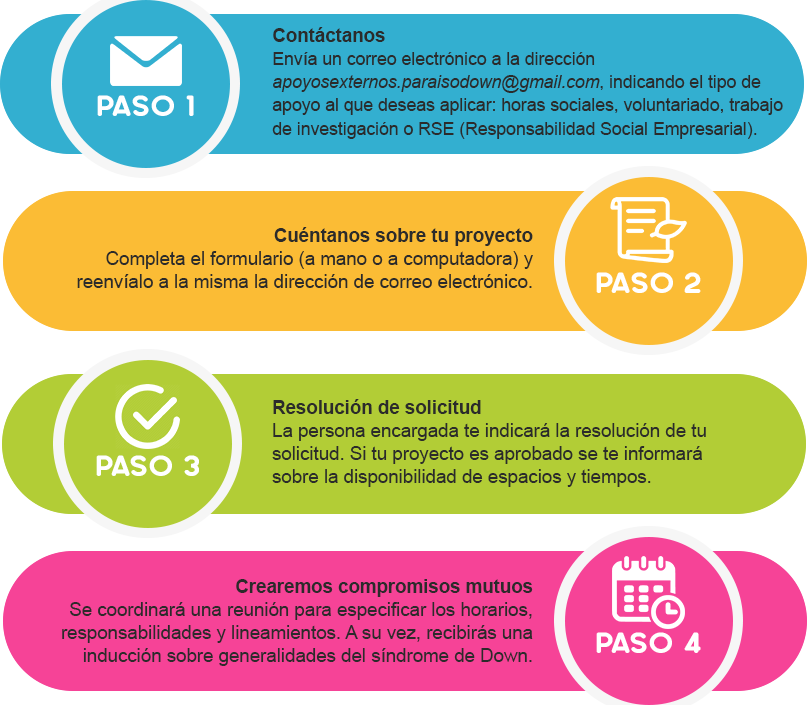 Contáctanos
Envía un correo electrónico a la dirección
apoyosexternos.paraisodown@gmail.com, indicando el tipo de
apoyo al que deseas aplicar: horas sociales, voluntariado, trabajo
de investigación o RSE (Responsabilidad Social Empresarial).
PASO 1
Cuéntanos sobre tu proyecto
Completa el formulario (a mano o a computadora) y
reenvíalo a la misma la dirección de correo electrónico.
PASO 2
Resolución de solicitud
La persona encargada te indicará la resolución de tu
solicitud. Si tu proyecto es aprobado se te informará
sobre la disponibilidad de espacios y tiempos.
PASO 3
Crearemos compromisos mutuos
Se coordinará una reunión para especificar los horarios,
responsabilidades y lineamientos. A su vez, recibirás una
inducción sobre generalidades del síndrome de Down.
PASO 4